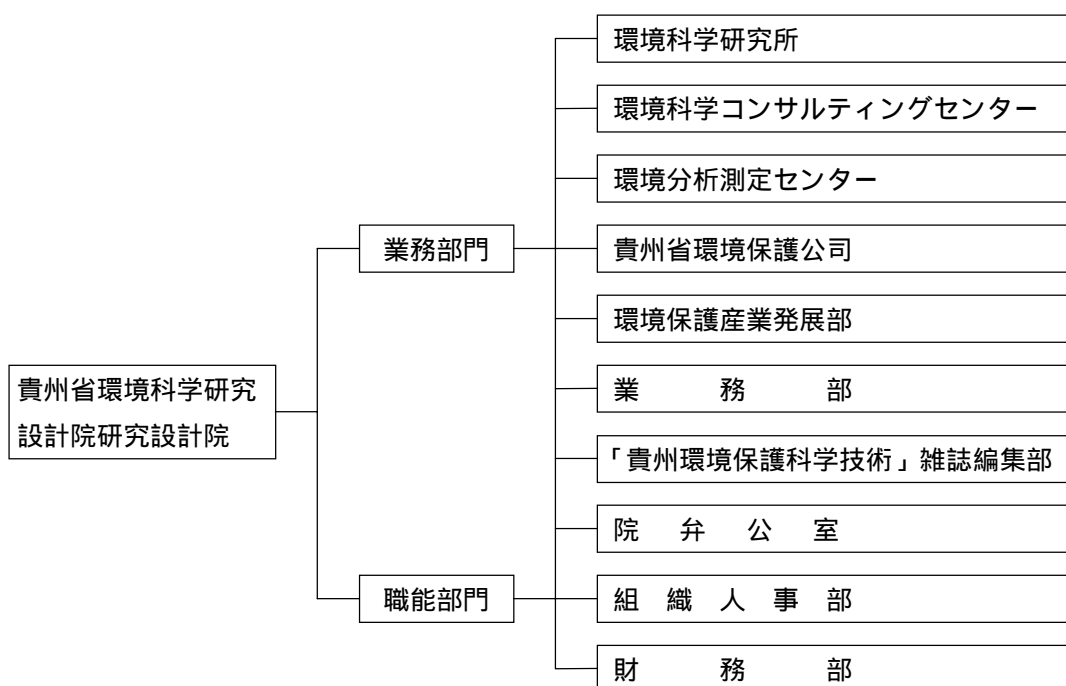 環境科学研究所
環境科学コンサルティングセンター
環境分析測定センター
業務部門
貴州省環境保護公司
環境保護産業発展部
貴州省環境科学研究
設計院研究設計院
業務部
「貴州環境保護科学技術」雑誌編集部
院弁公室
職能部門
組織人事部
財務部